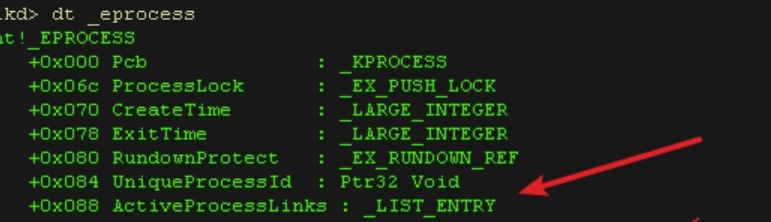 lkd> dt _eprocess
nt!_EPROCESS
+0x000 Pcb : _KPROCESS
+0x06c ProcessLock : _EX_PUSH_LOCK
+0x070 CreateTime : _LARGE_INTEGER
+0x078 ExitTime : _LARGE_INTEGER
+0x080 RundownProtect : _EX_RUNDOWN_REF
+0x084 UniqueProcessId : Ptr32 Void
+0x088 ActiveProcessLinks : _LIST_ENTRY